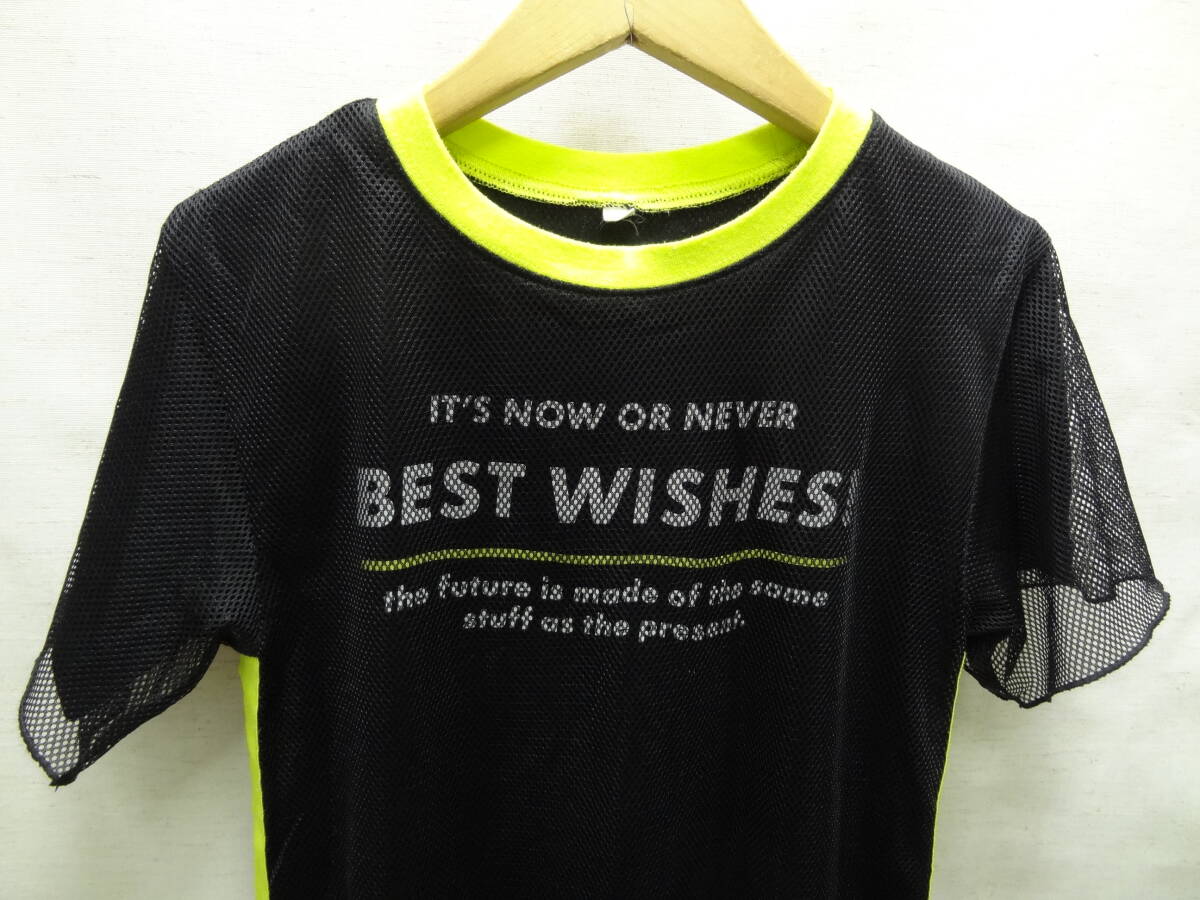 IT'S NOW OR NEVER
BEST WISHES!
the future is made of the same
stuff as the present.